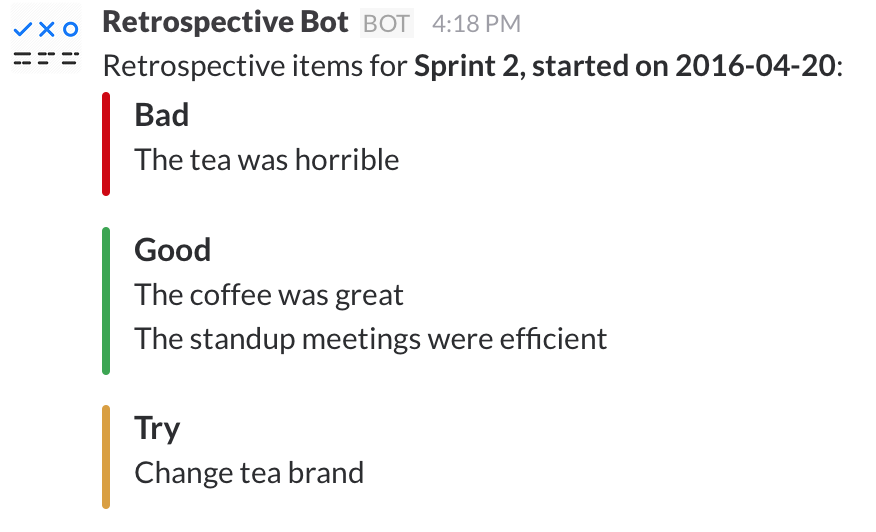 Retrospective Bot BOT 4:18 PM
Retrospective items for Sprint 2, started on 2016-04-20:
Bad
The tea was horrible
Good
The coffee was great
The standup meetings were efficient
Try
Change tea brand